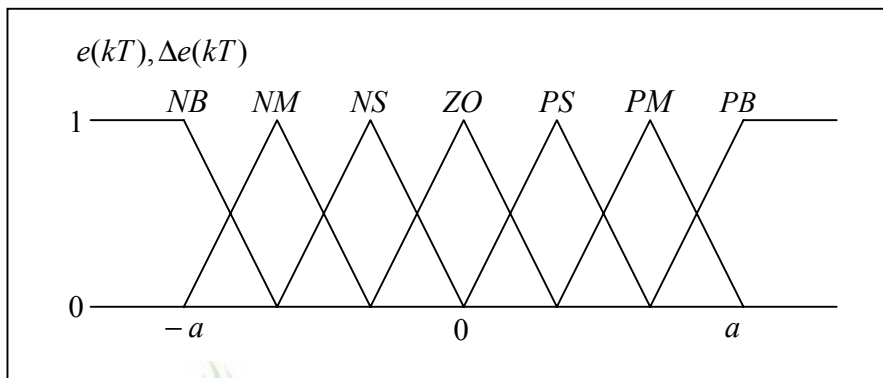 e(kT), Δe(kT)
NB NM NS ZO PS PM PB
1
0
−a 0 a